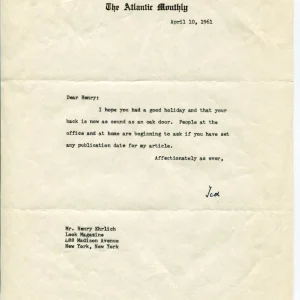 The Atlantic Monthly
April 10, 1961
Dear Henry:
I hope you had a good holiday and that your
back is now as sound as an oak door. People at the
office and at home are beginning to ask if you have set
any publication date for my article.
Affectionately as ever,
Ted
Mr. Henry Ehrlich
Look Magazine
488 Madison Avenue
New York, New York